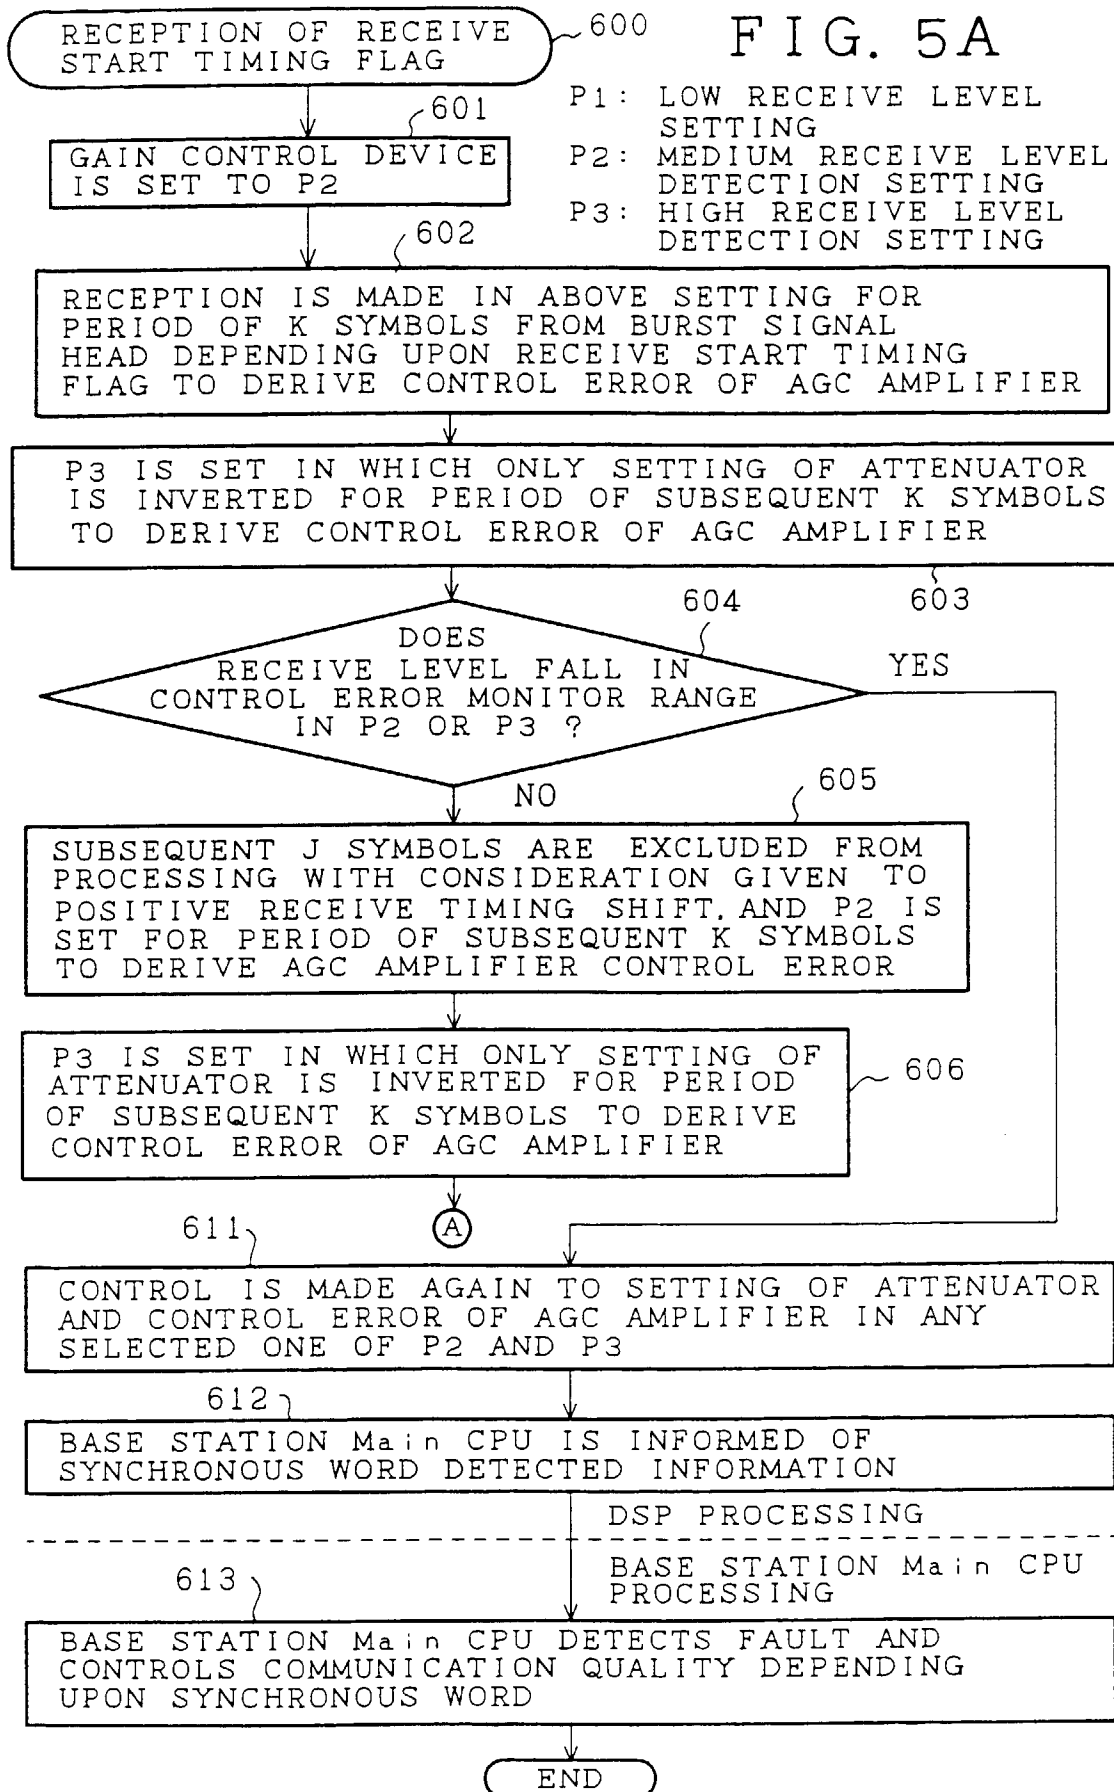 RECEPTION OF RECEIVE
START TIMING FLAG
600
FIG. 5A
P1: LOW RECEIVE LEVEL
SETTING
P2: MEDIUM RECEIVE LEVEL
DETECTION SETTING
P3: HIGH RECEIVE LEVEL
DETECTION SETTING
601
GAIN CONTROL DEVICE
IS SET TO P2
602
RECEPTION IS MADE IN ABOVE SETTING FOR
PERIOD OF K SYMBOLS FROM BURST SIGNAL
HEAD DEPENDING UPON RECEIVE START TIMING
FLAG TO DERIVE CONTROL ERROR OF AGC AMPLIFIER
P3 IS SET IN WHICH ONLY SETTING OF ATTENUATOR
IS INVERTED FOR PERIOD OF SUBSEQUENT K SYMBOLS
TO DERIVE CONTROL ERROR OF AGC AMPLIFIER
603
604
DOES
RECEIVE LEVEL FALL IN
CONTROL ERROR MONITOR RANGE
IN P2 OR P3 ?
YES
NO
605
SUBSEQUENT J SYMBOLS ARE EXCLUDED FROM
PROCESSING WITH CONSIDERATION GIVEN TO
POSITIVE RECEIVE TIMING SHIFT. AND P2 IS
SET FOR PERIOD OF SUBSEQUENT K SYMBOLS
TO DERIVE AGC AMPLIFIER CONTROL ERROR
P3 IS SET IN WHICH ONLY SETTING OF
ATTENUATOR IS INVERTED FOR PERIOD
OF SUBSEQUENT K SYMBOLS TO DERIVE
CONTROL ERROR OF AGC AMPLIFIER
606
A
611
CONTROL IS MADE AGAIN TO SETTING OF ATTENUATOR
AND CONTROL ERROR OF AGC AMPLIFIER IN ANY
SELECTED ONE OF P2 AND P3
612
BASE STATION Main CPU IS INFORMED OF
SYNCHRONOUS WORD DETECTED INFORMATION
DSP PROCESSING
BASE STATION Main CPU
PROCESSING
613
BASE STATION Main CPU DETECTS FAULT AND
CONTROLS COMMUNICATION QUALITY DEPENDING
UPON SYNCHRONOUS WORD
END